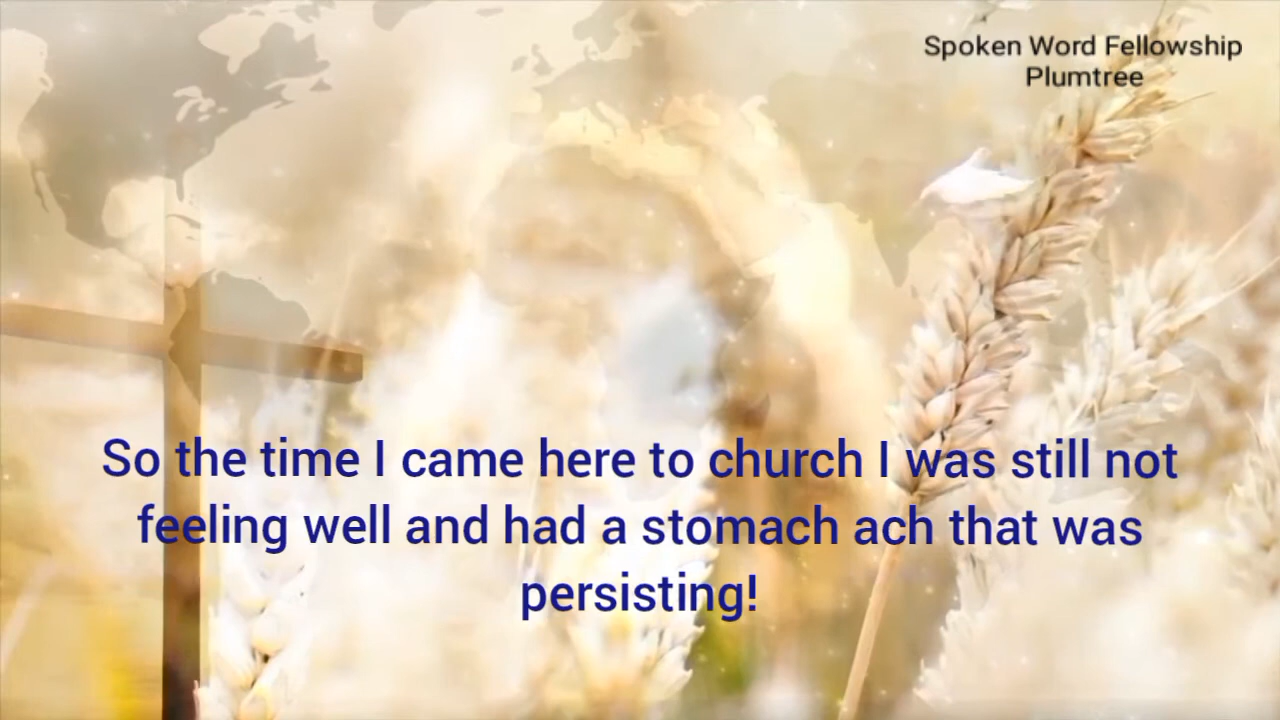 Spoken Word Fellowship
Plumtree
So the time I came here to church I was still not
feeling well and had a stomach ach that was
persisting!